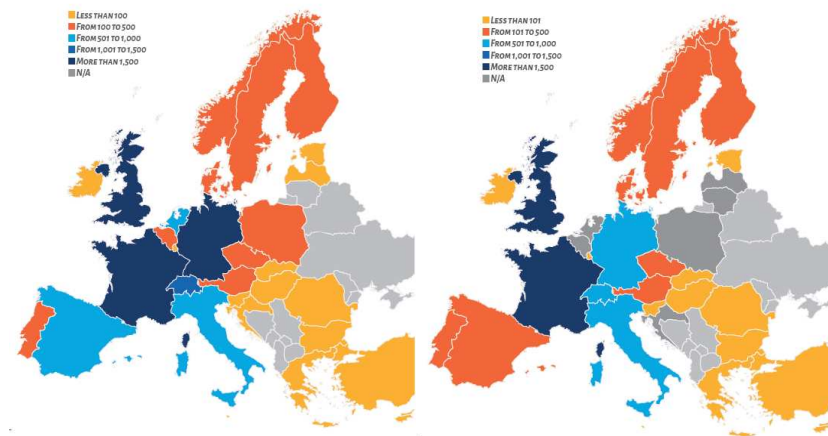 LESS THAN 100
FROM 100 TO 500
FROM 501 TO 1,000
FROM 1,001 TO 1,500
MORE THAN 1,500
N/A
LESS THAN 101
FROM 101 TO 500
FROM 501 TO 1,000
FROM 1,001 TO 1,500
MORE THAN 1,500
N/A